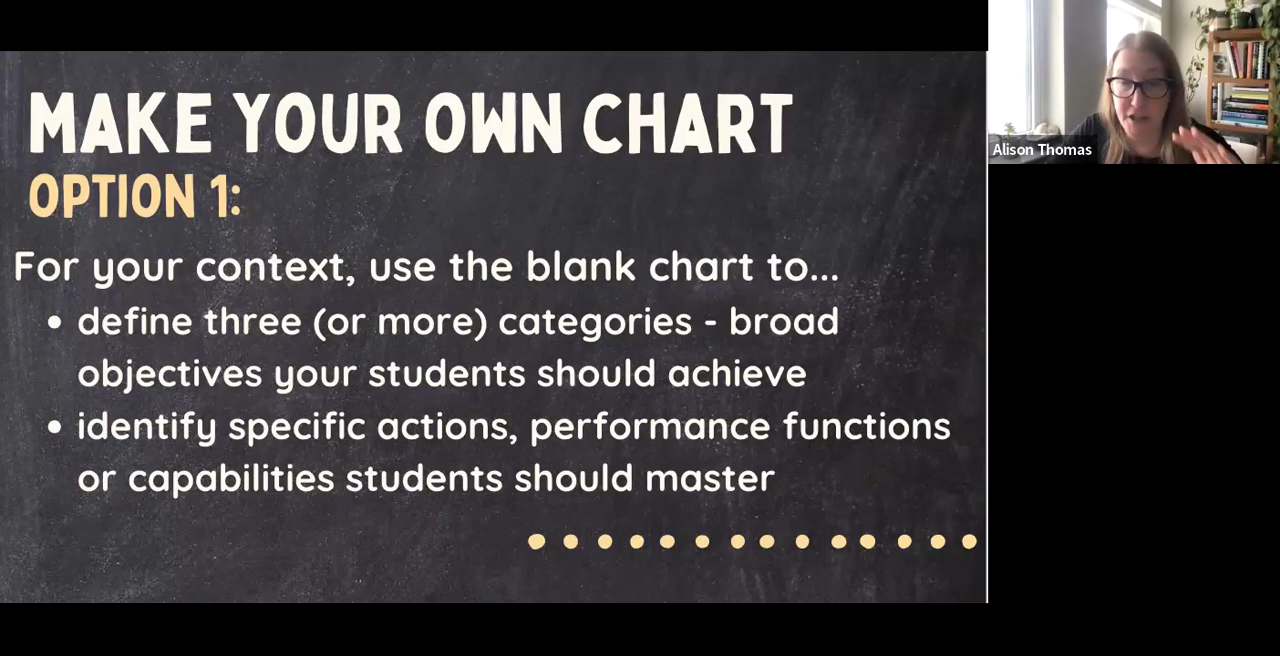 MAKE YOUR OWN CHART
OPTION 1:
For your context, use the blank chart to...
• define three (or more) categories - broad
objectives your students should achieve
• identify specific actions, performance functions
or capabilities students should master
Alison Thomas